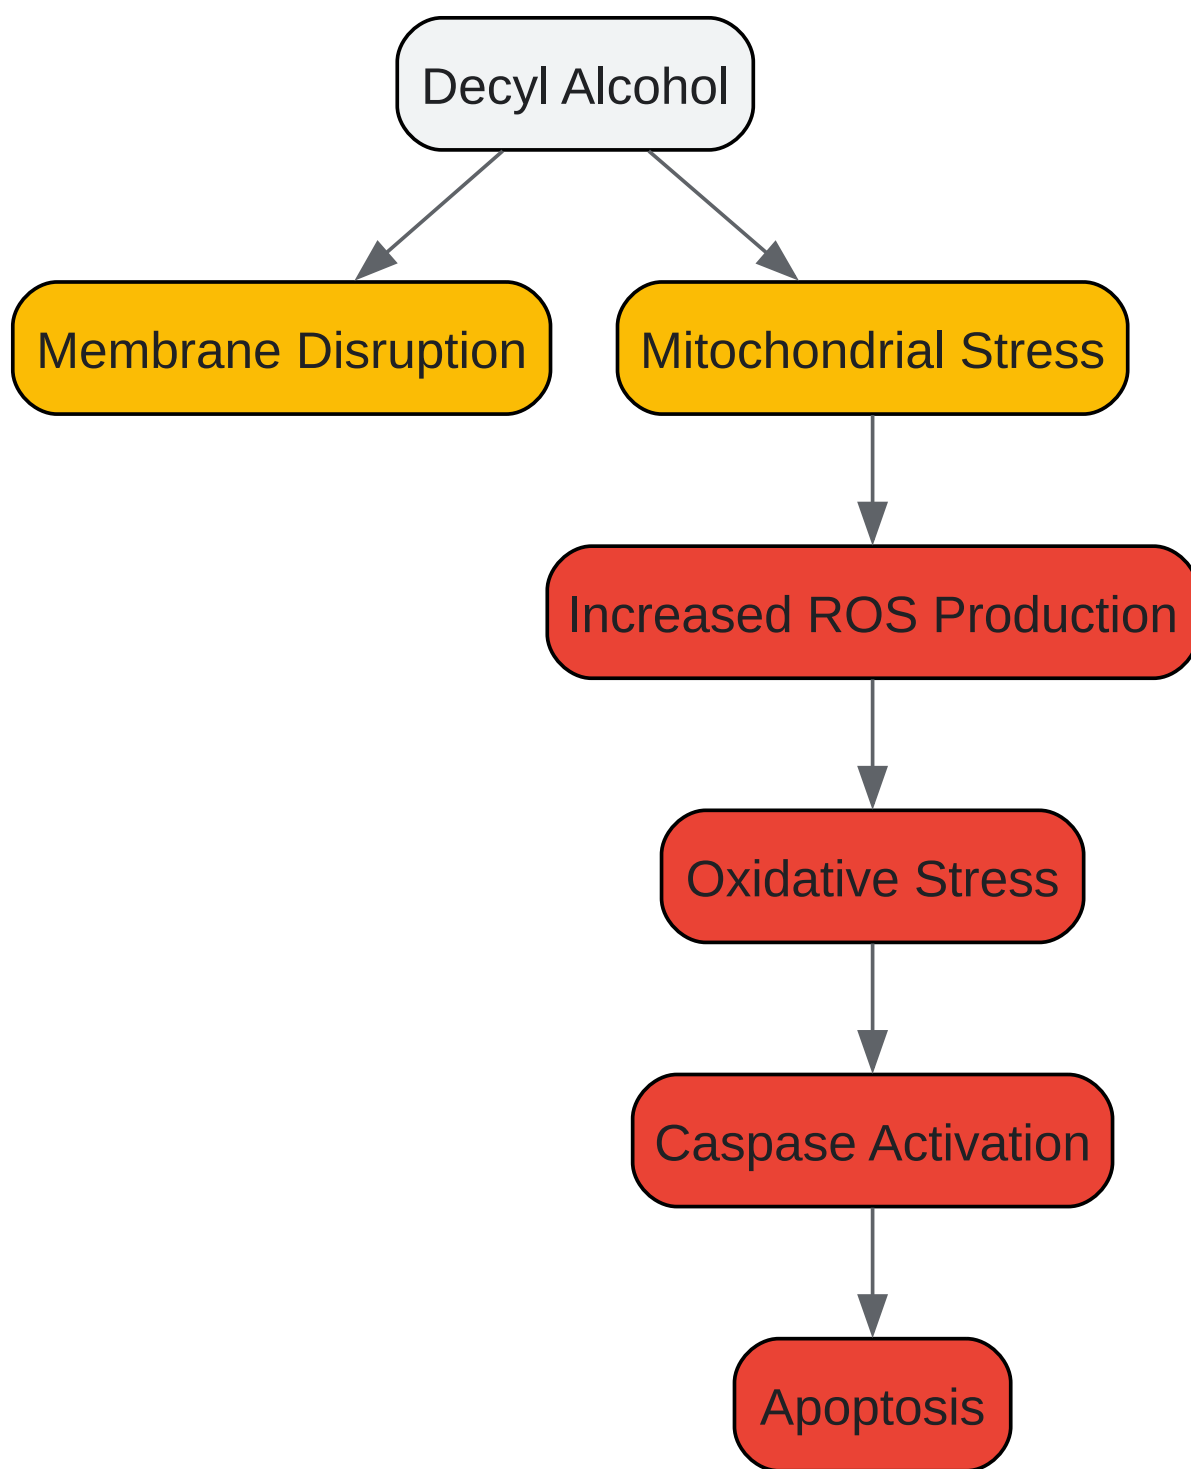 Decyl Alcohol
Membrane Disruption
Mitochondrial Stress
Increased ROS Production
Oxidative Stress
Caspase Activation
Apoptosis